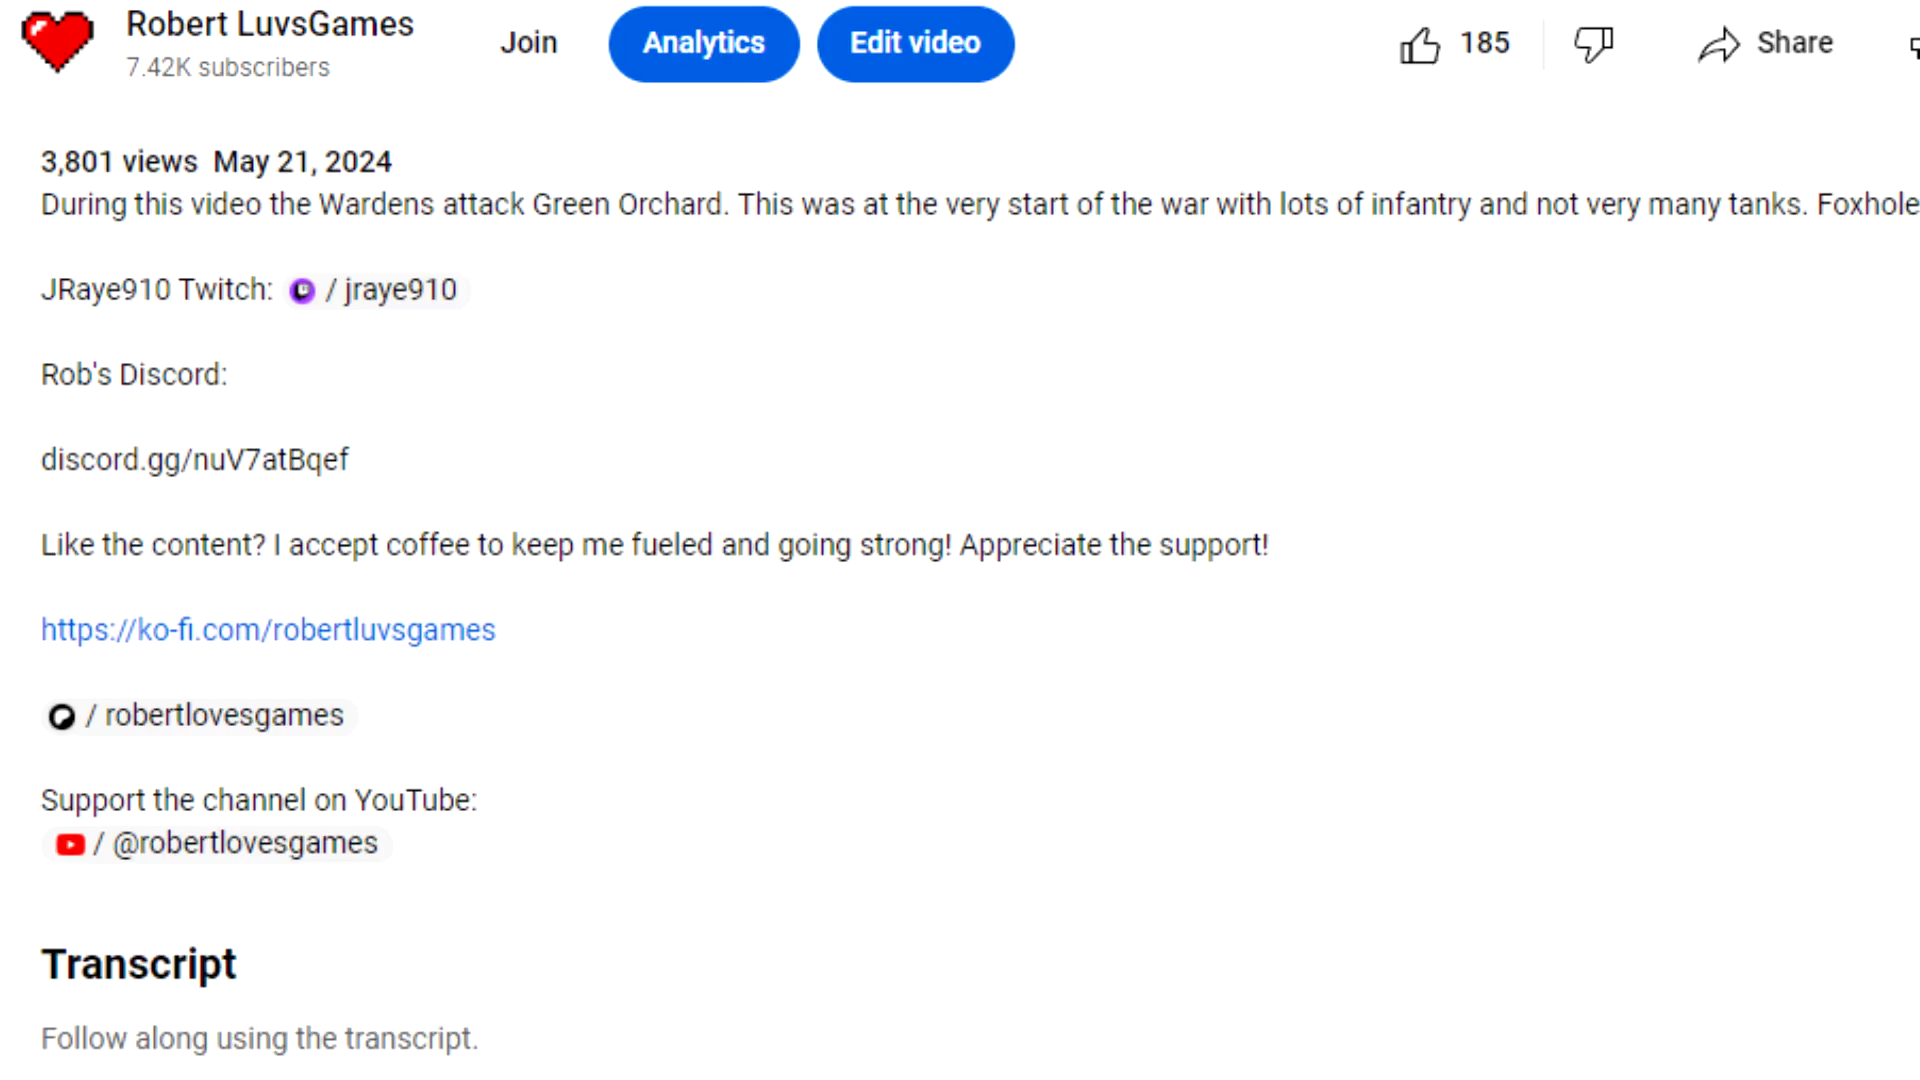 Robert LuvsGames
7.42K subscribers
Join
Analytics
Edit video
185
Share
3,801 views May 21, 2024
During this video the Wardens attack Green Orchard. This was at the very start of the war with lots of infantry and not very many tanks. Foxhole
JRaye910 Twitch: / jraye910
Rob's Discord:
discord.gg/nuV7atBqef
Like the content? I accept coffee to keep me fueled and going strong! Appreciate the support!
https://ko-fi.com/robertluvsgames
/ robertlovesgames
Support the channel on YouTube:
/ @robertlovesgames
Transcript
Follow along using the transcript.